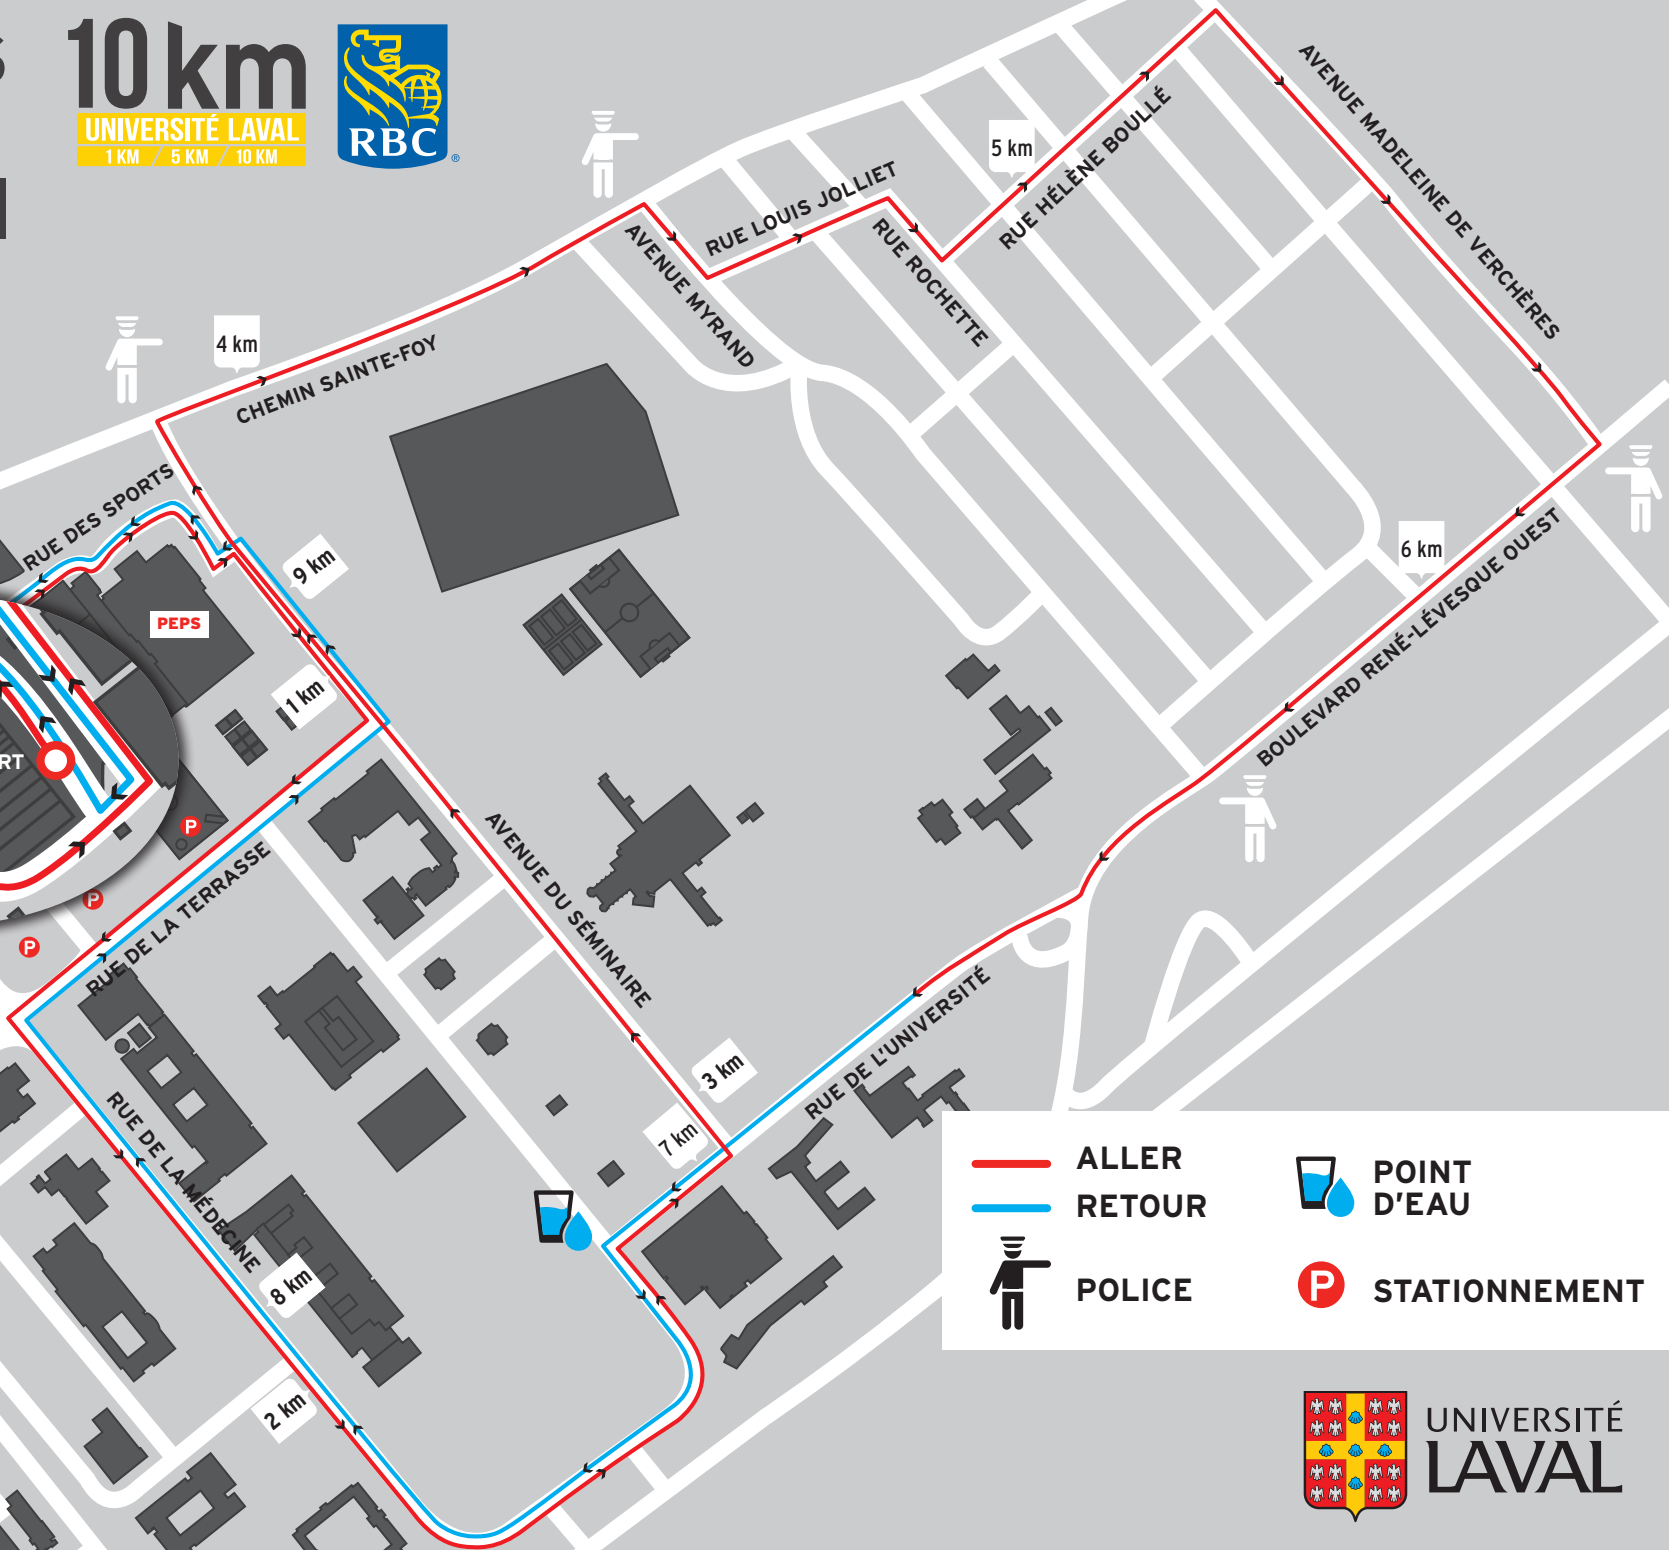 10 km
UNIVERSITÉ LAVAL
1 KM / 5 KM / 10 KM
RBC
®
AVENUE MADELEINE DE VERCHÈRES
5 km
RUE HÉLÈNE BOULLÉ
RUE LOUIS JOLLIET
RUE ROCHETTE
AVENUE MYRAND
4 km
CHEMIN SAINTE-FOY
RUE DES SPORTS
9 km
6 km
BOULEVARD RENÉ-LÉVESQUE OUEST
PEPS
1 km
RT
P
P
P
RUE DE LA TERRASSE
AVENUE DU SÉMINAIRE
RUE DE L'UNIVERSITÉ
3 km
7 km
RUE DE LA MÉDECINE
8 km
2 km
ALLER
RETOUR
POLICE
POINT
D'EAU
P
STATIONNEMENT
UNIVERSITÉ
LAVAL